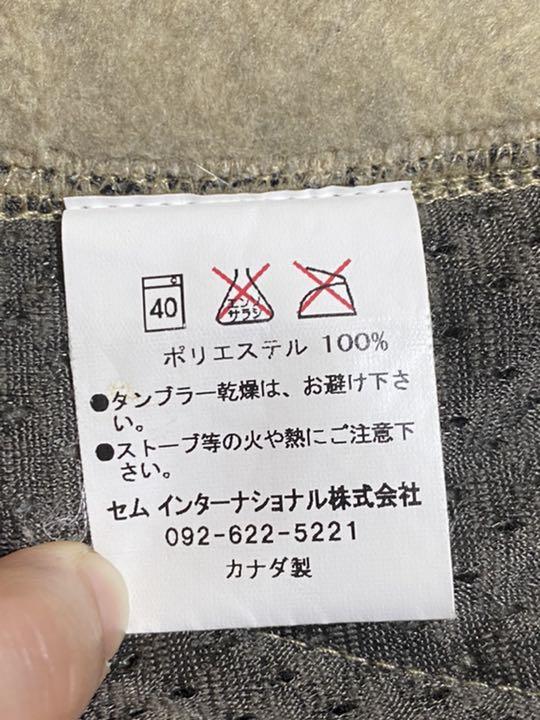 40
エンソ
サラシ
ポリエステル 100%
●タンブラー乾燥は、お避け下さ
い。
●ストーブ等の火や熱にご注意下
さい。
セム インターナショナル株式会社
092-622-5221
カナダ製